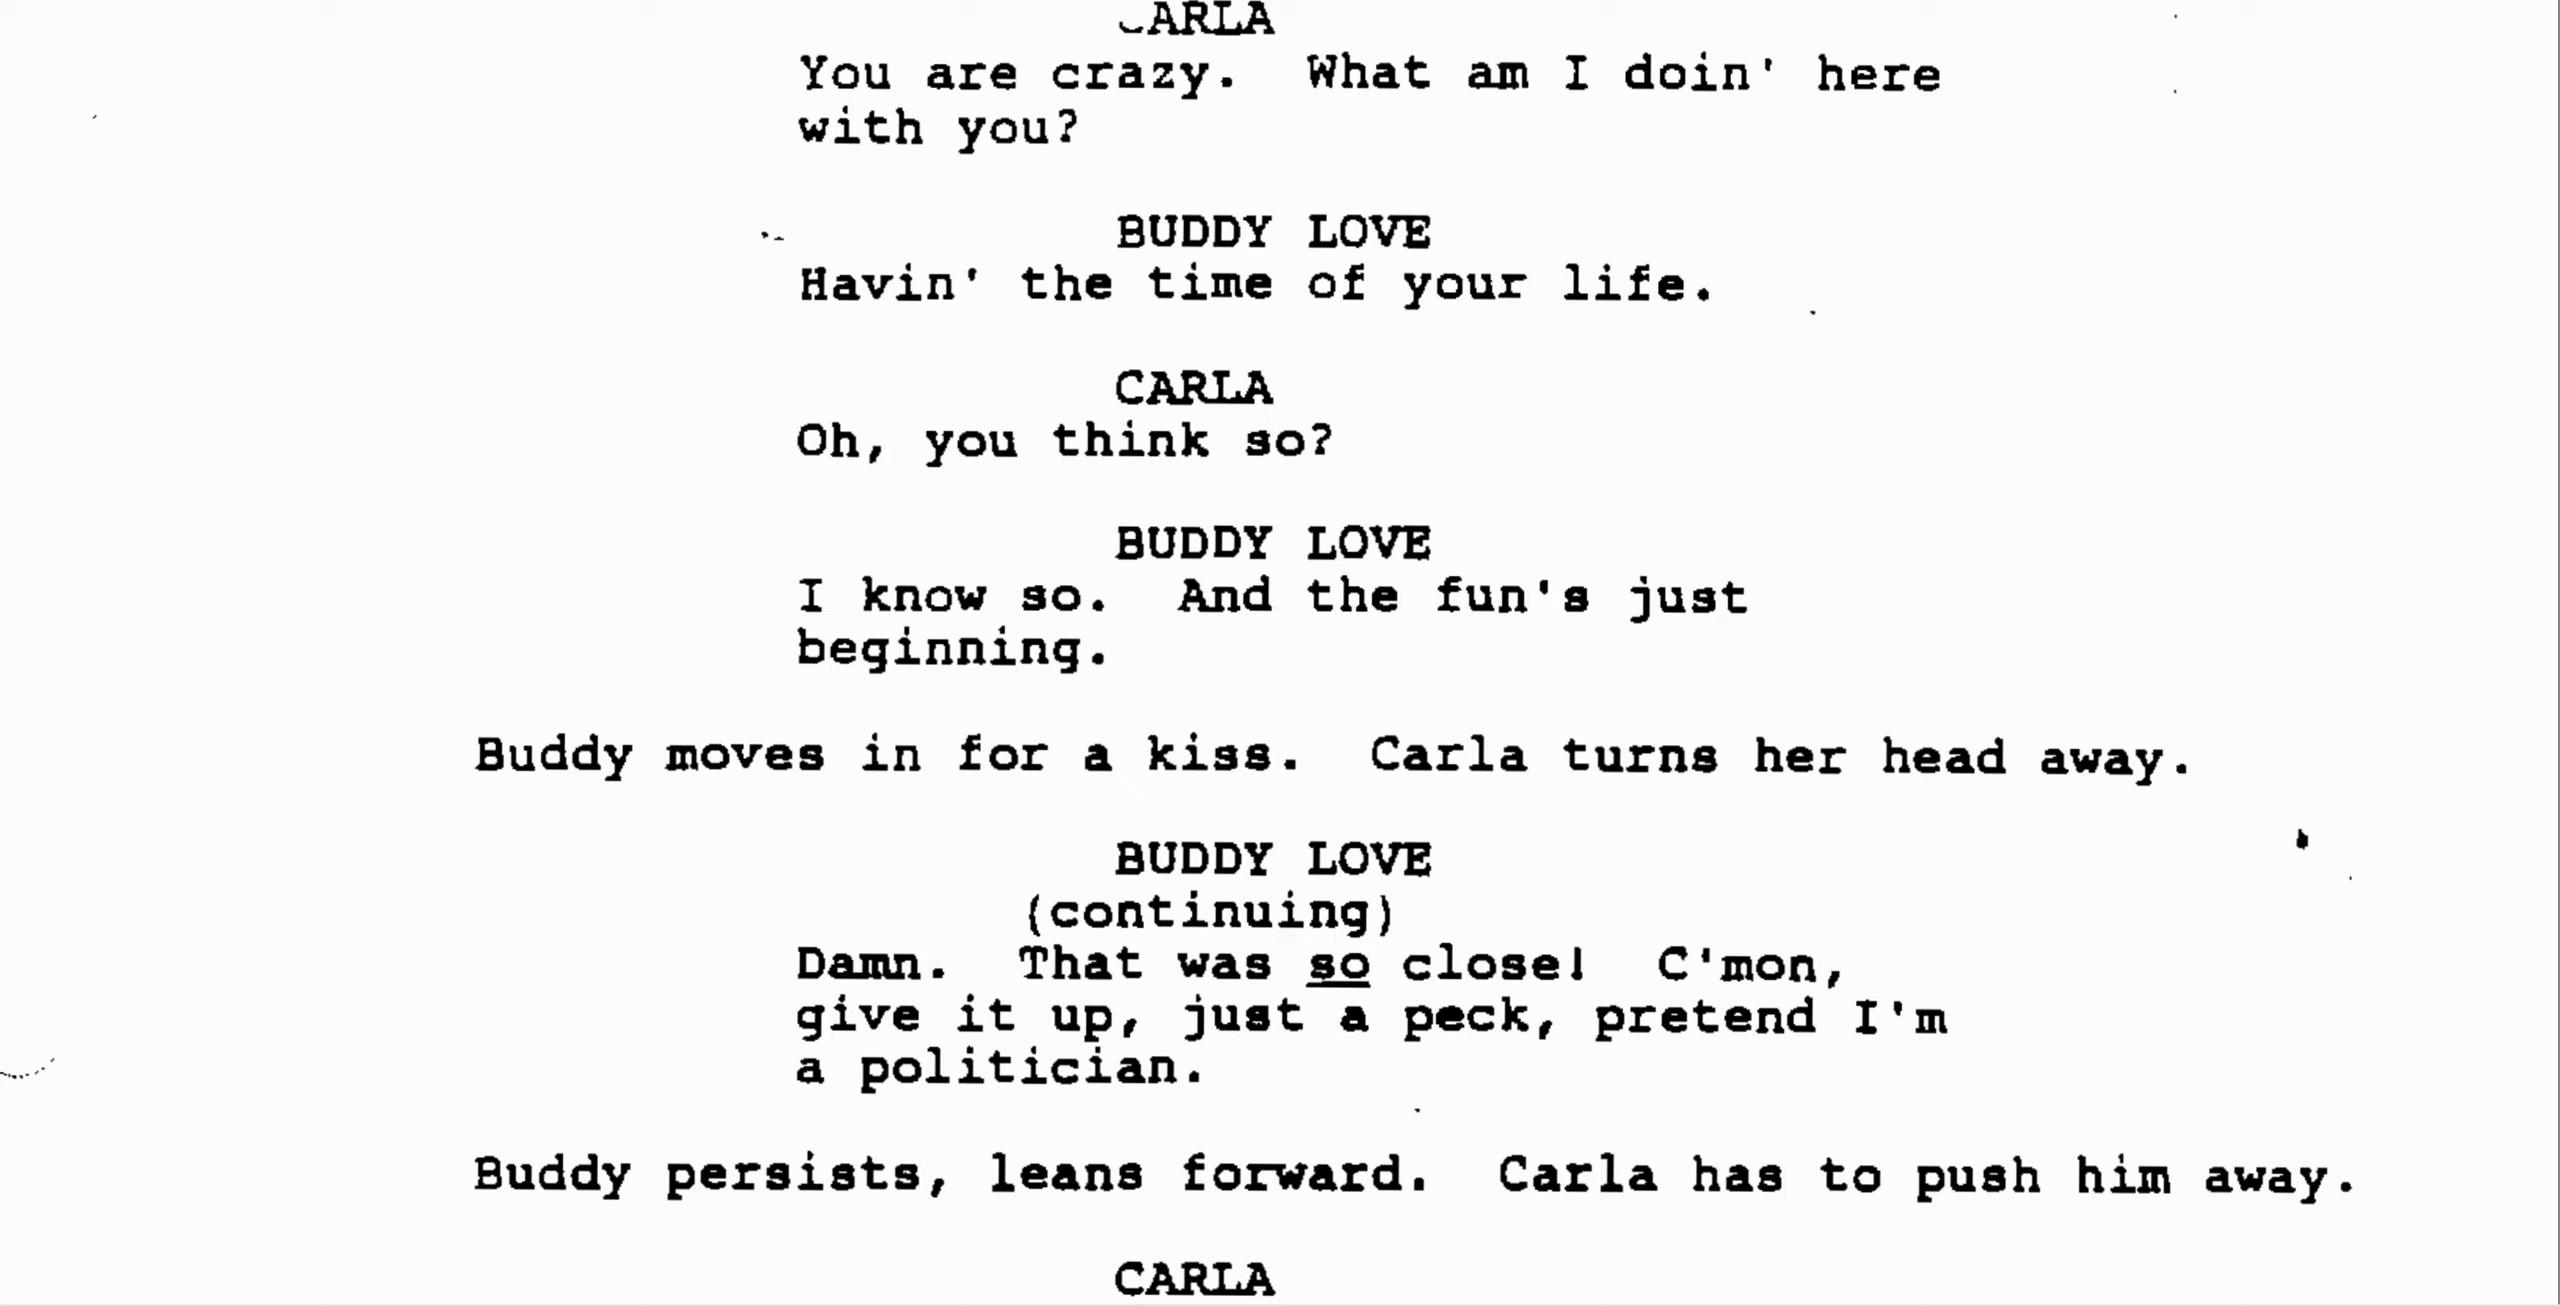 CARLA
You are crazy.  What am I doin' here
with you?
BUDDY LOVE
Havin' the time of your life.
CARLA
Oh, you think so?
BUDDY LOVE
I know so.  And the fun's just
beginning.
Buddy moves in for a kiss.  Carla turns her head away.
BUDDY LOVE
(continuing)
Damn.  That was so close!  C'mon,
give it up, just a peck, pretend I'm
a politician.
Buddy persists, leans forward.  Carla has to push him away.
CARLA